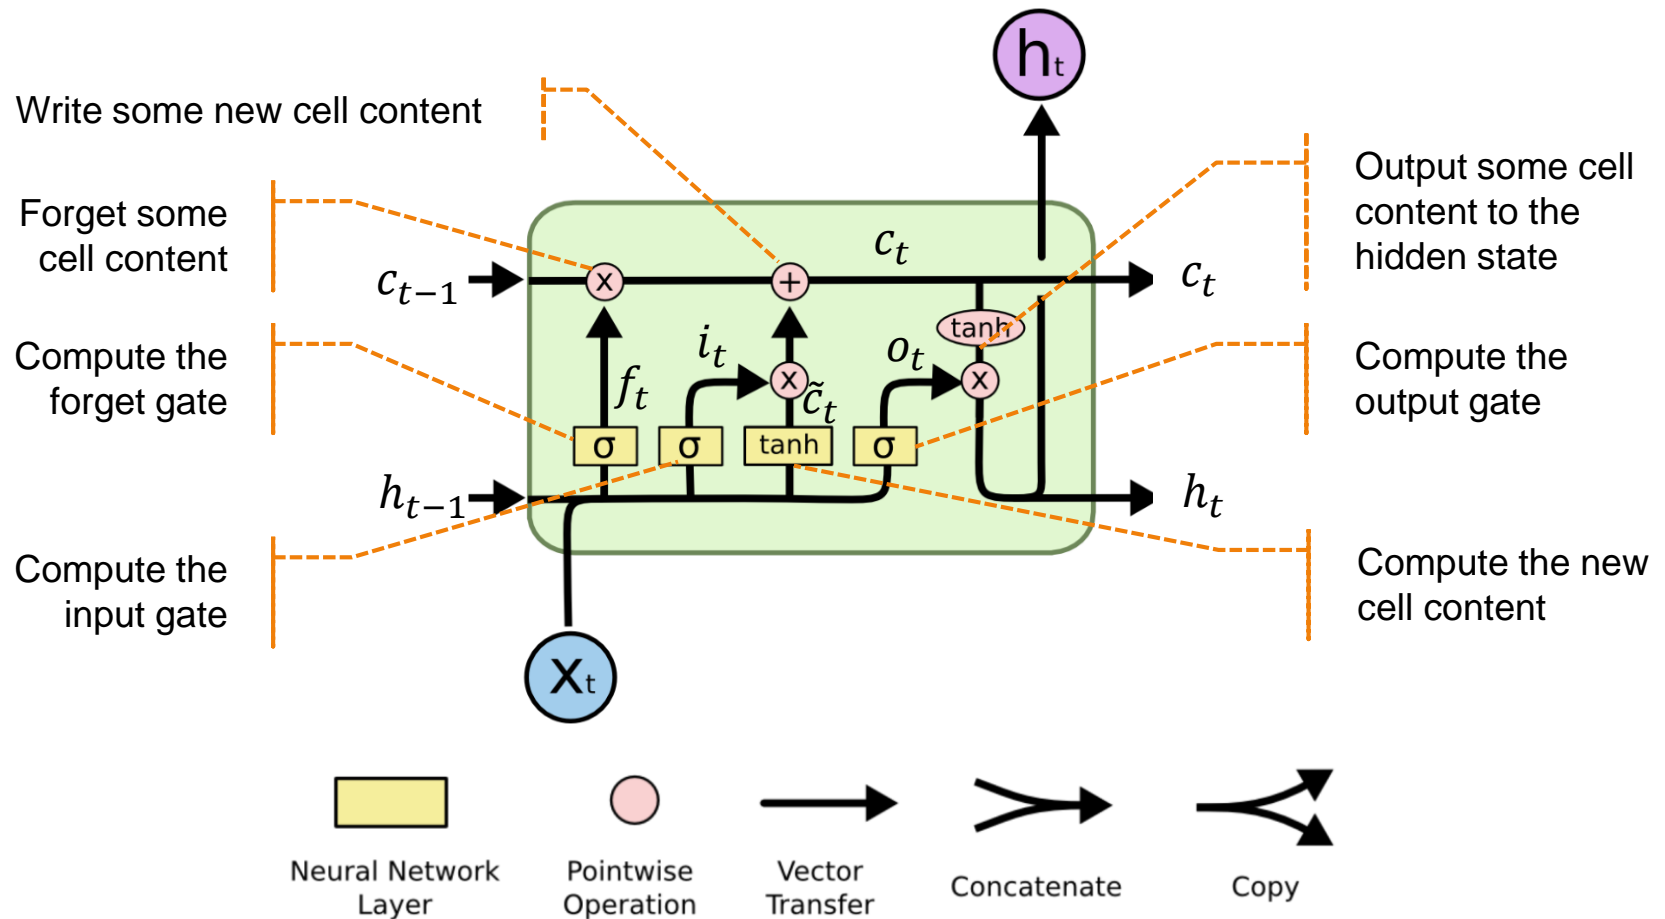 h_t
Write some new cell content
Forget some
cell content
Output some cell
content to the
hidden state
c_t
c_{t-1}
x
+
c_t
tanh
Compute the
forget gate
i_t
o_t
Compute the
output gate
f_t
x
c̃_t
x
σ
σ
tanh
σ
h_{t-1}
h_t
Compute the
input gate
Compute the new
cell content
x_t
Neural Network
Layer
Pointwise
Operation
Vector
Transfer
Concatenate
Copy